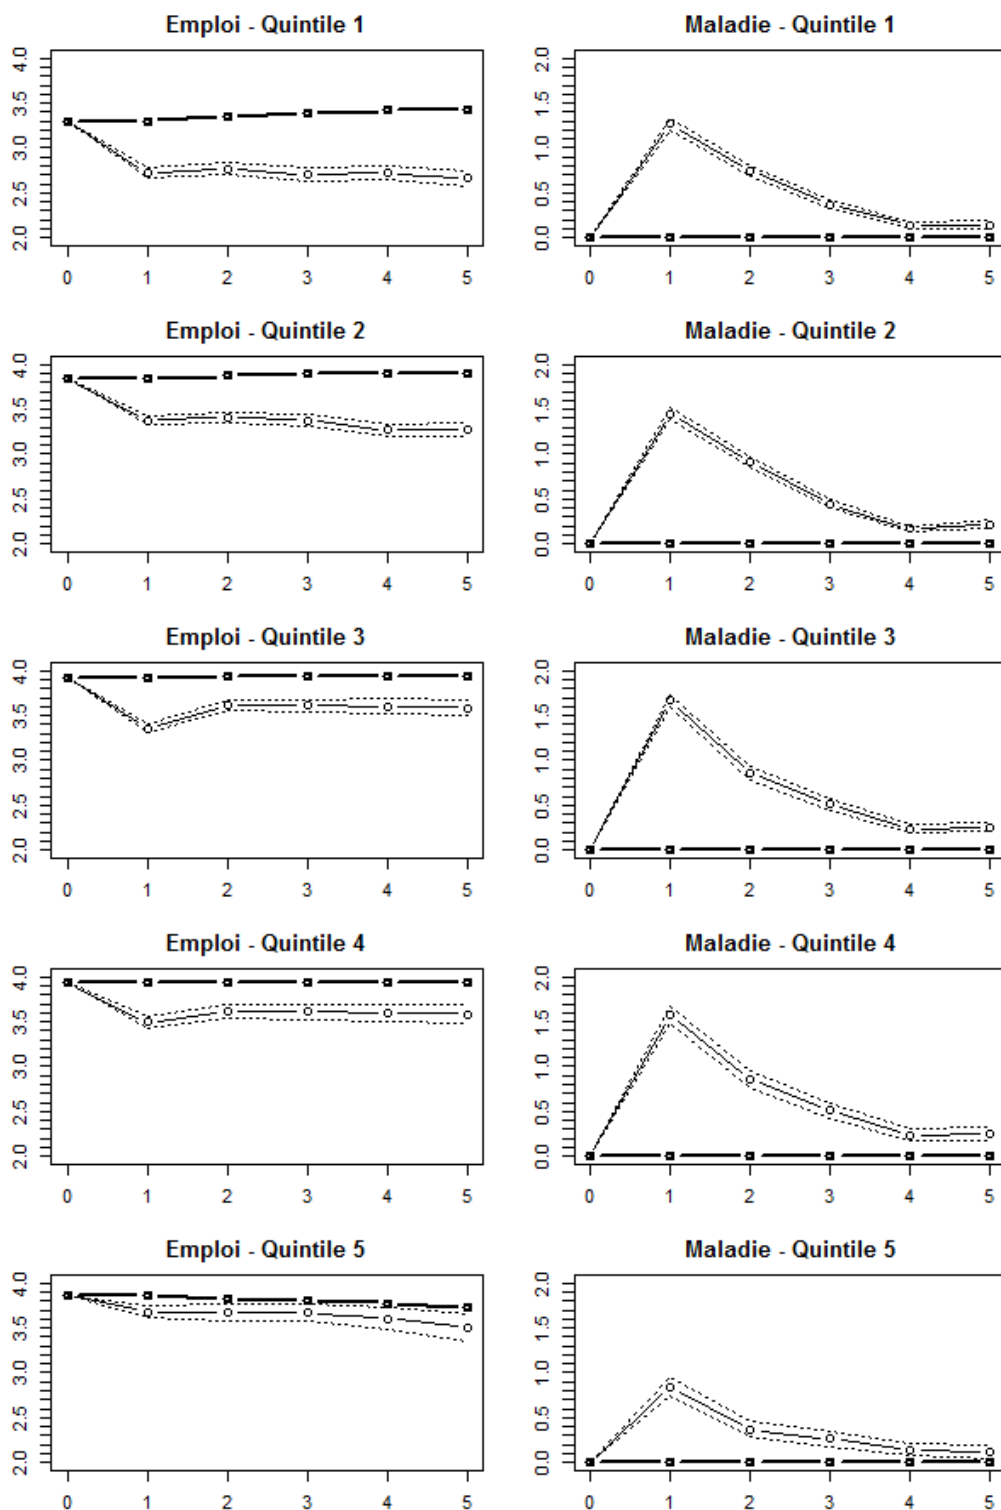 Emploi - Quintile 1
4.0
3.5
3.0
2.5
2.0
0 1 2 3 4 5
Maladie - Quintile 1
2.0
1.5
1.0
0.5
0.0
0 1 2 3 4 5
Emploi - Quintile 2
4.0
3.5
3.0
2.5
2.0
0 1 2 3 4 5
Maladie - Quintile 2
2.0
1.5
1.0
0.5
0.0
0 1 2 3 4 5
Emploi - Quintile 3
4.0
3.5
3.0
2.5
2.0
0 1 2 3 4 5
Maladie - Quintile 3
2.0
1.5
1.0
0.5
0.0
0 1 2 3 4 5
Emploi - Quintile 4
4.0
3.5
3.0
2.5
2.0
0 1 2 3 4 5
Maladie - Quintile 4
2.0
1.5
1.0
0.5
0.0
0 1 2 3 4 5
Emploi - Quintile 5
4.0
3.5
3.0
2.5
2.0
0 1 2 3 4 5
Maladie - Quintile 5
2.0
1.5
1.0
0.5
0.0
0 1 2 3 4 5